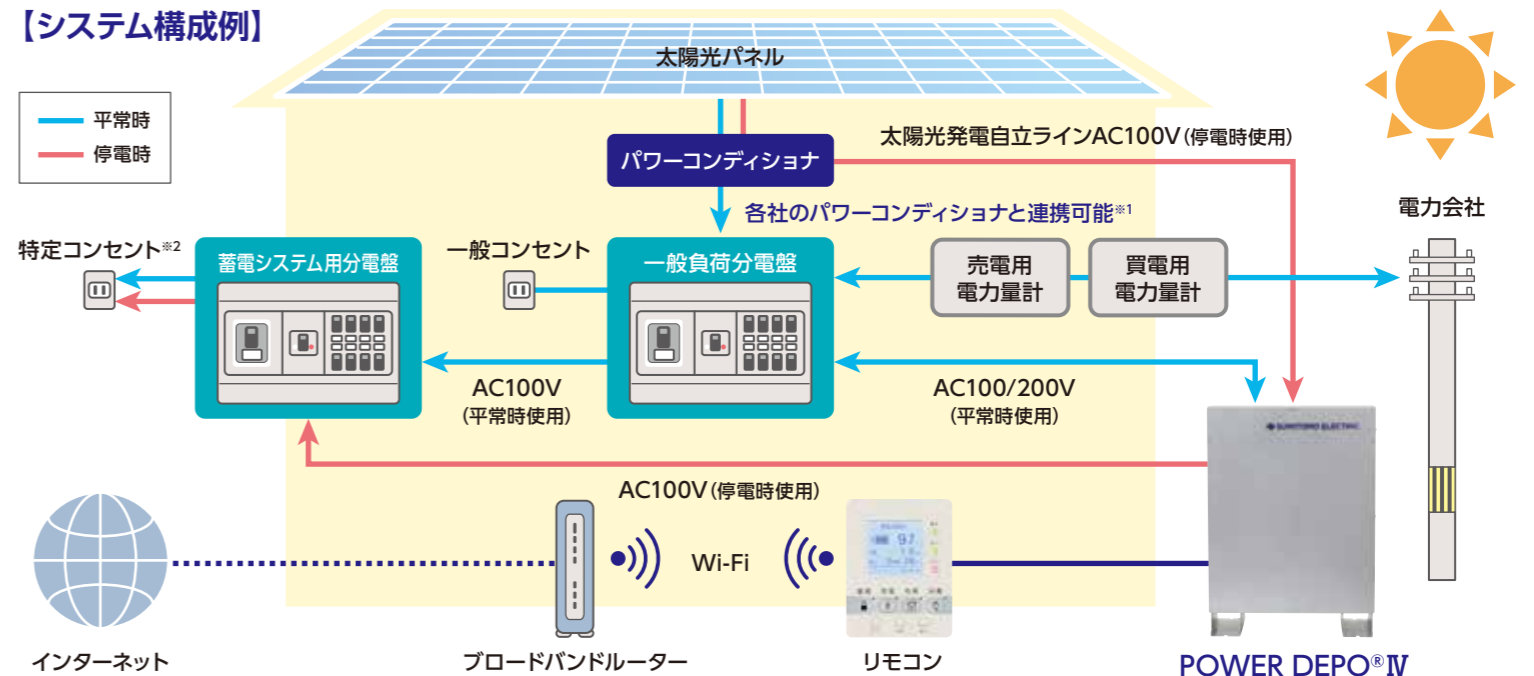 【システム構成例】
太陽光パネル
平常時
停電時
パワーコンディショナ
太陽光発電自立ラインAC100V(停電時使用)
各社のパワーコンディショナと連携可能※1
電力会社
特定コンセント※2
蓄電システム用分電盤
一般コンセント
一般負荷分電盤
売電用
電力量計
買電用
電力量計
AC100V
(平常時使用)
AC100/200V
(平常時使用)
SUMITOMO ELECTRIC
AC100V(停電時使用)
Wi-Fi
97
インターネット
ブロードバンドルーター
リモコン
POWER DEPO®Ⅳ